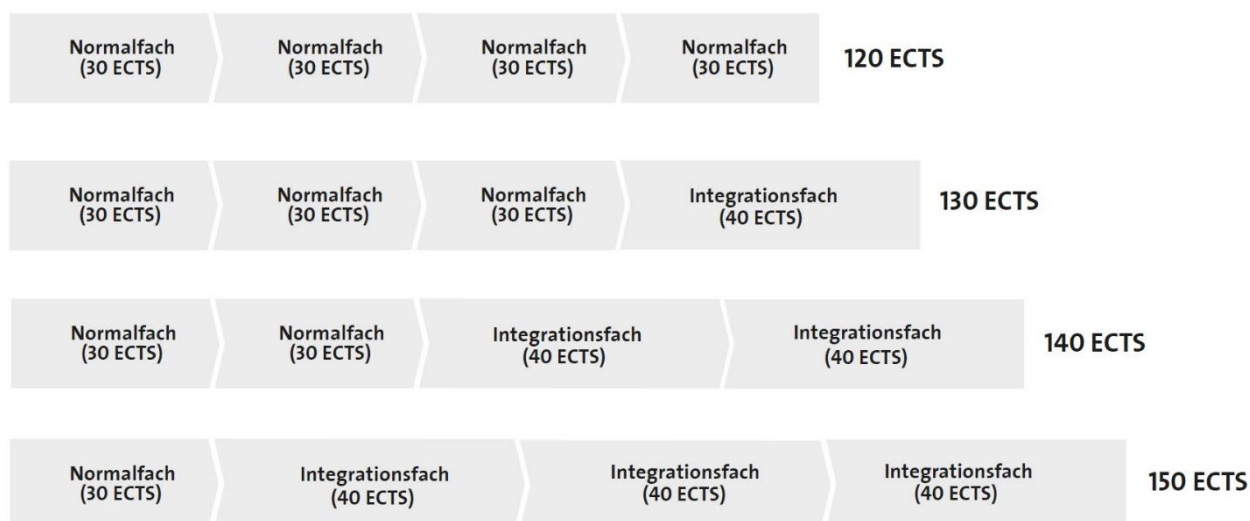 Normalfach
(30 ECTS)
Normalfach
(30 ECTS)
Normalfach
(30 ECTS)
Normalfach
(30 ECTS)
120 ECTS
Normalfach
(30 ECTS)
Normalfach
(30 ECTS)
Normalfach
(30 ECTS)
Integrationsfach
(40 ECTS)
130 ECTS
Normalfach
(30 ECTS)
Normalfach
(30 ECTS)
Integrationsfach
(40 ECTS)
Integrationsfach
(40 ECTS)
140 ECTS
Normalfach
(30 ECTS)
Integrationsfach
(40 ECTS)
Integrationsfach
(40 ECTS)
Integrationsfach
(40 ECTS)
150 ECTS